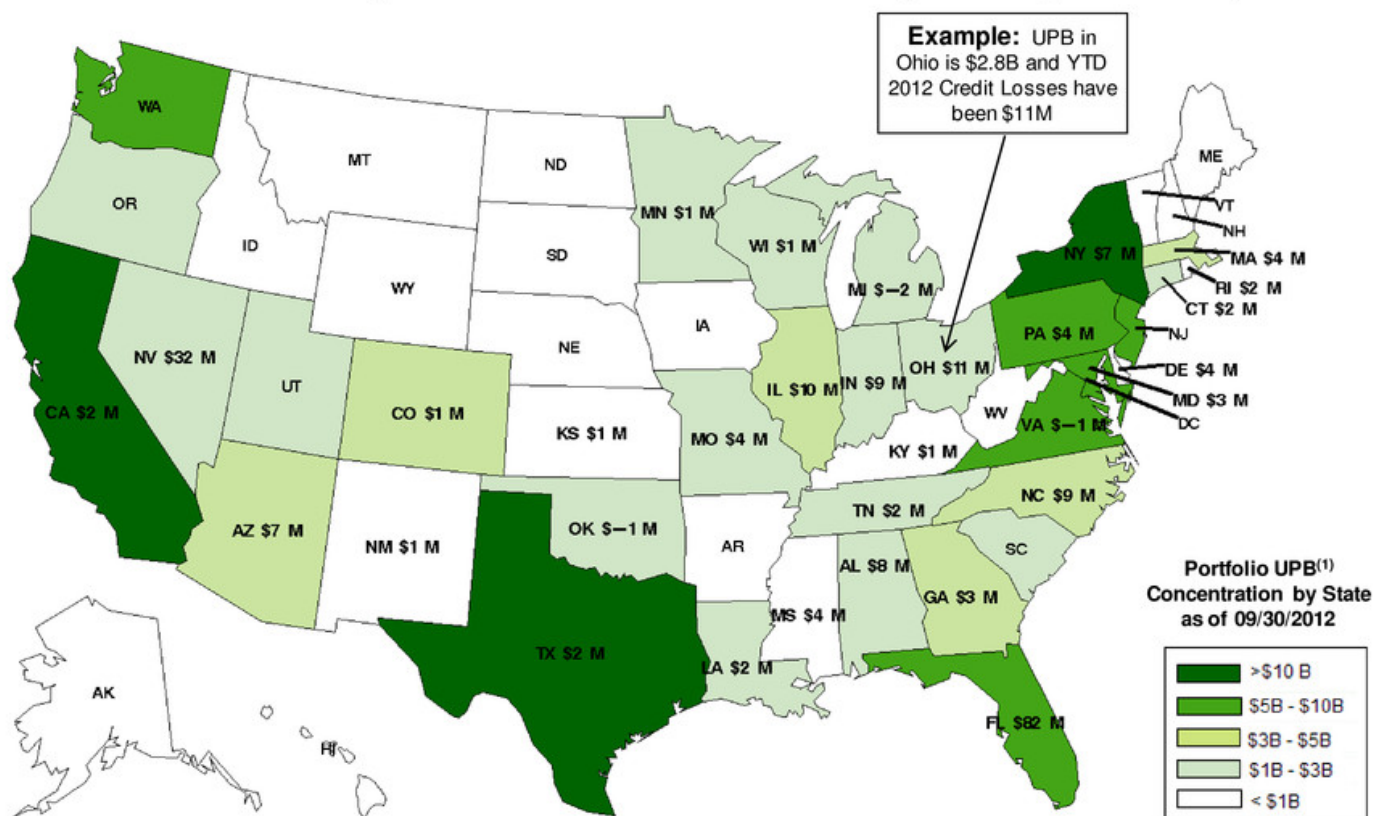 Example: UPB in
Ohio is $2.8B and YTD
2012 Credit Losses have
been $11M
WA
MT
ND
ME
OR
MN $1 M
VT
ID
SD
WI $1 M
NH
NY $7 M
MA $4 M
WY
MI $−2 M
RI $2 M
CT $2 M
IA
PA $4 M
NJ
NV $32 M
NE
UT
IL $10 M
IN $9 M
OH $11 M
DE $4 M
CA $2 M
CO $1 M
MD $3 M
WV
DC
KS $1 M
MO $4 M
VA $−1 M
KY $1 M
AZ $7 M
NC $9 M
TN $2 M
NM $1 M
OK $−1 M
AR
SC
AL $8 M
GA $3 M
MS $4 M
TX $2 M
LA $2 M
AK
FL $82 M
HI
Portfolio UPB(1)
Concentration by State
as of 09/30/2012
>$10 B
$5B - $10B
$3B - $5B
$1B - $3B
< $1B